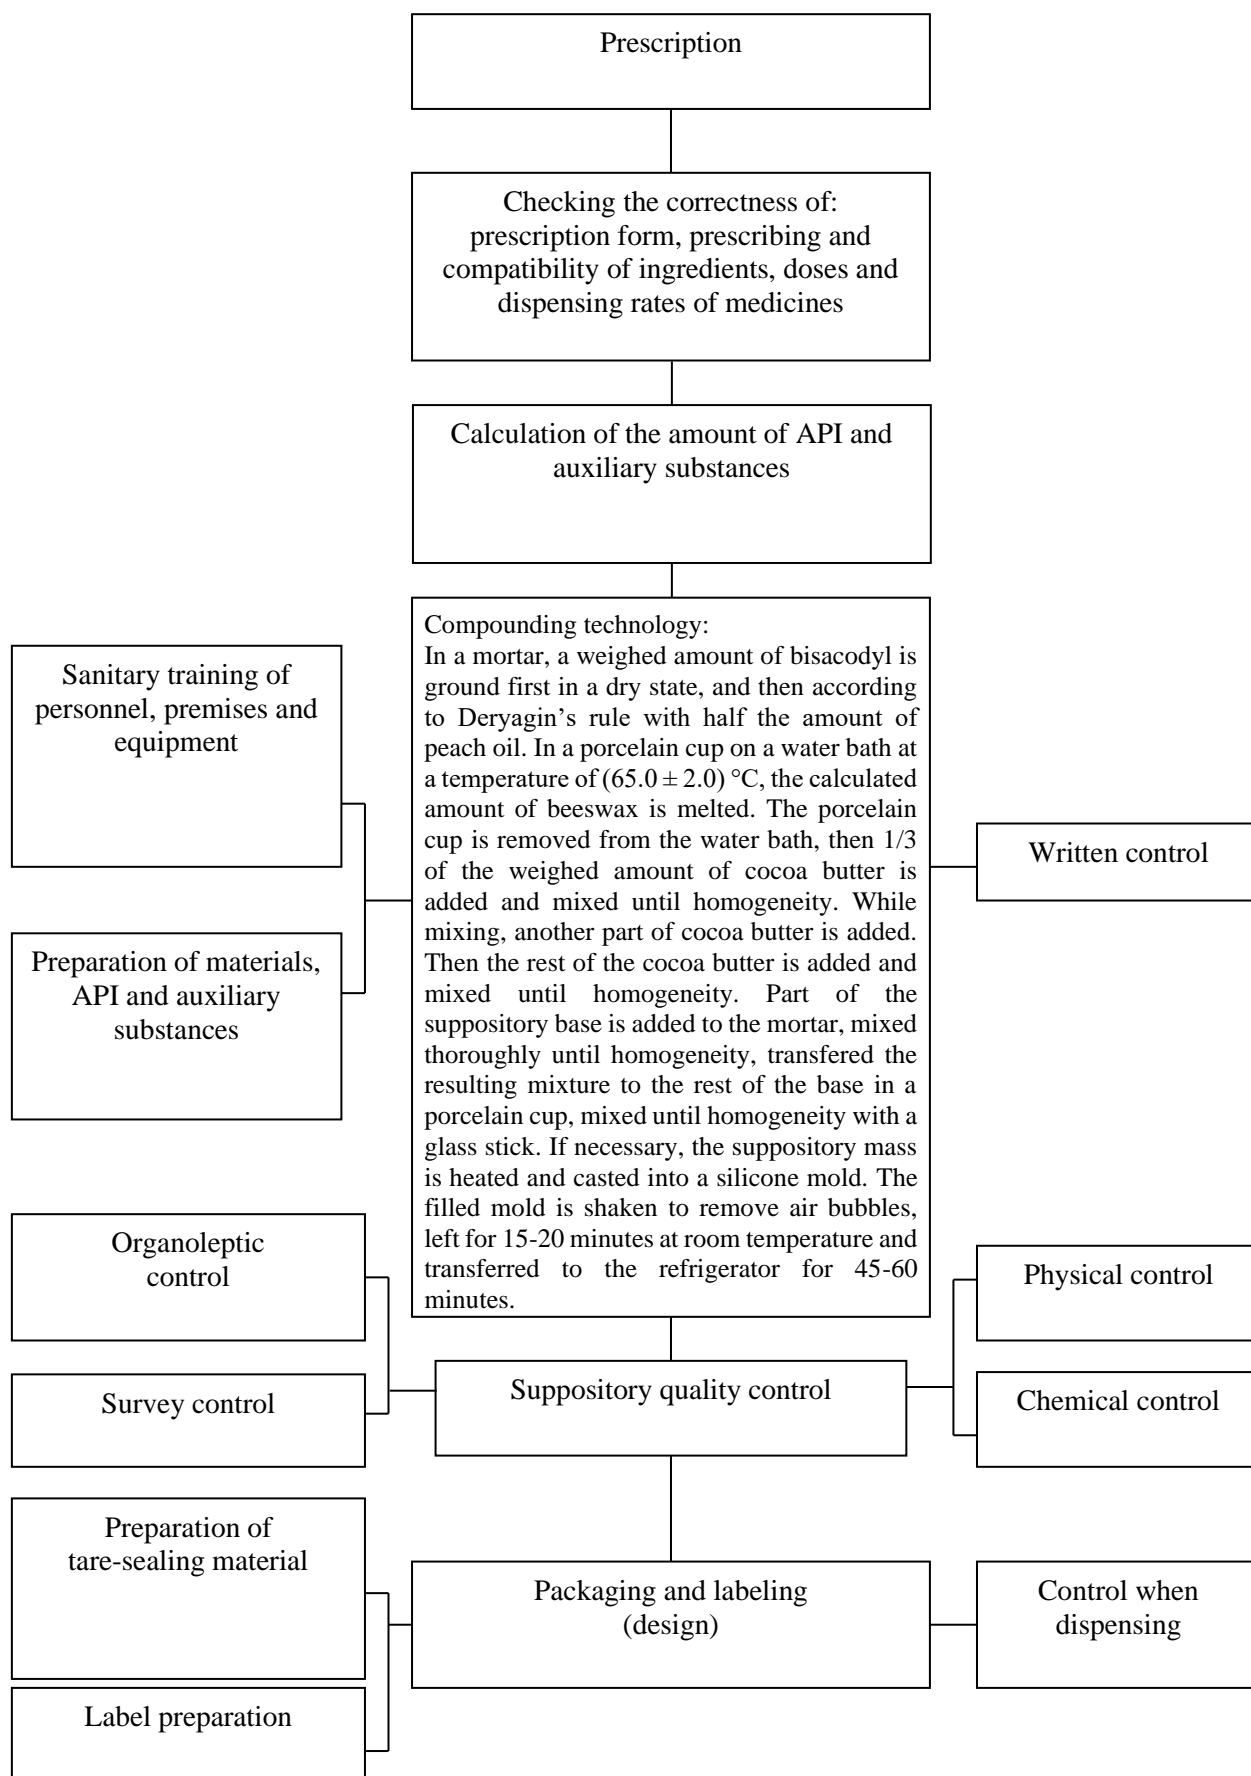 Prescription
Checking the correctness of:
prescription form, prescribing and
compatibility of ingredients, doses and
dispensing rates of medicines
Calculation of the amount of API and
auxiliary substances
Sanitary training of
personnel, premises and
equipment
Preparation of materials,
API and auxiliary
substances
Compounding technology:
In a mortar, a weighed amount of bisacodyl is
ground first in a dry state, and then according
to Deryagin’s rule with half the amount of
peach oil. In a porcelain cup on a water bath at
a temperature of (65.0 ± 2.0) °C, the calculated
amount of beeswax is melted. The porcelain
cup is removed from the water bath, then 1/3
of the weighed amount of cocoa butter is
added and mixed until homogeneity. While
mixing, another part of cocoa butter is added.
Then the rest of the cocoa butter is added and
mixed until homogeneity. Part of the
suppository base is added to the mortar, mixed
thoroughly until homogeneity, transfered the
resulting mixture to the rest of the base in a
porcelain cup, mixed until homogeneity with a
glass stick. If necessary, the suppository mass
is heated and casted into a silicone mold. The
filled mold is shaken to remove air bubbles,
left for 15-20 minutes at room temperature and
transferred to the refrigerator for 45-60
minutes.
Written control
Organoleptic
control
Survey control
Suppository quality control
Physical control
Chemical control
Preparation of
tare-sealing material
Label preparation
Packaging and labeling
(design)
Control when
dispensing